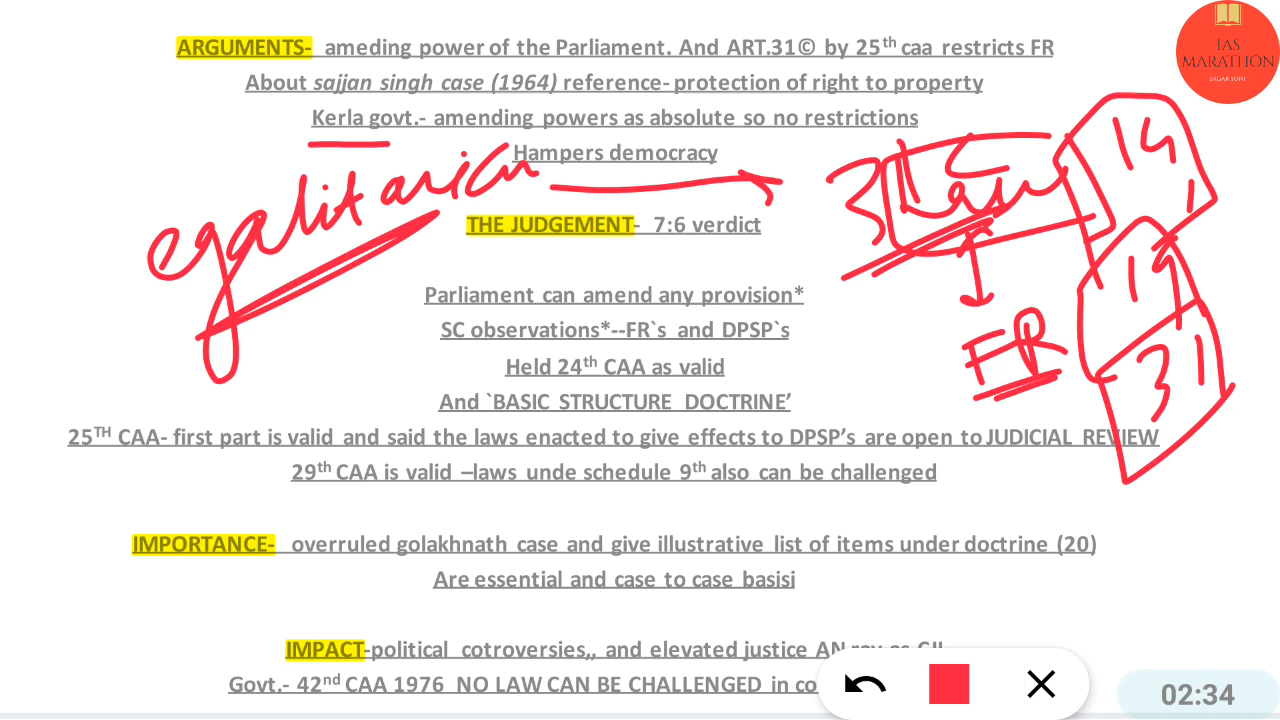 IAS
MARATHON
SAGAR SONI
ARGUMENTS- ameding power of the Parliament. And ART.31© by 25th caa restricts FR
About sajjan singh case (1964) reference- protection of right to property
Kerla govt.- amending powers as absolute so no restrictions
Hampers democracy
egalitarian
31 C
Law
14
19
31
FR
THE JUDGEMENT- 7:6 verdict
Parliament can amend any provision*
SC observations*--FR`s and DPSP`s
Held 24th CAA as valid
And `BASIC STRUCTURE DOCTRINE’
25TH CAA- first part is valid and said the laws enacted to give effects to DPSP’s are open to JUDICIAL REVIEW
29th CAA is valid –laws unde schedule 9th also can be challenged
IMPORTANCE- overruled golakhnath case and give illustrative list of items under doctrine (20)
Are essential and case to case basisi
IMPACT-political cotroversies,, and elevated justice AN
Govt.- 42nd CAA 1976 NO LAW CAN BE CHALLENGED in co
02:34